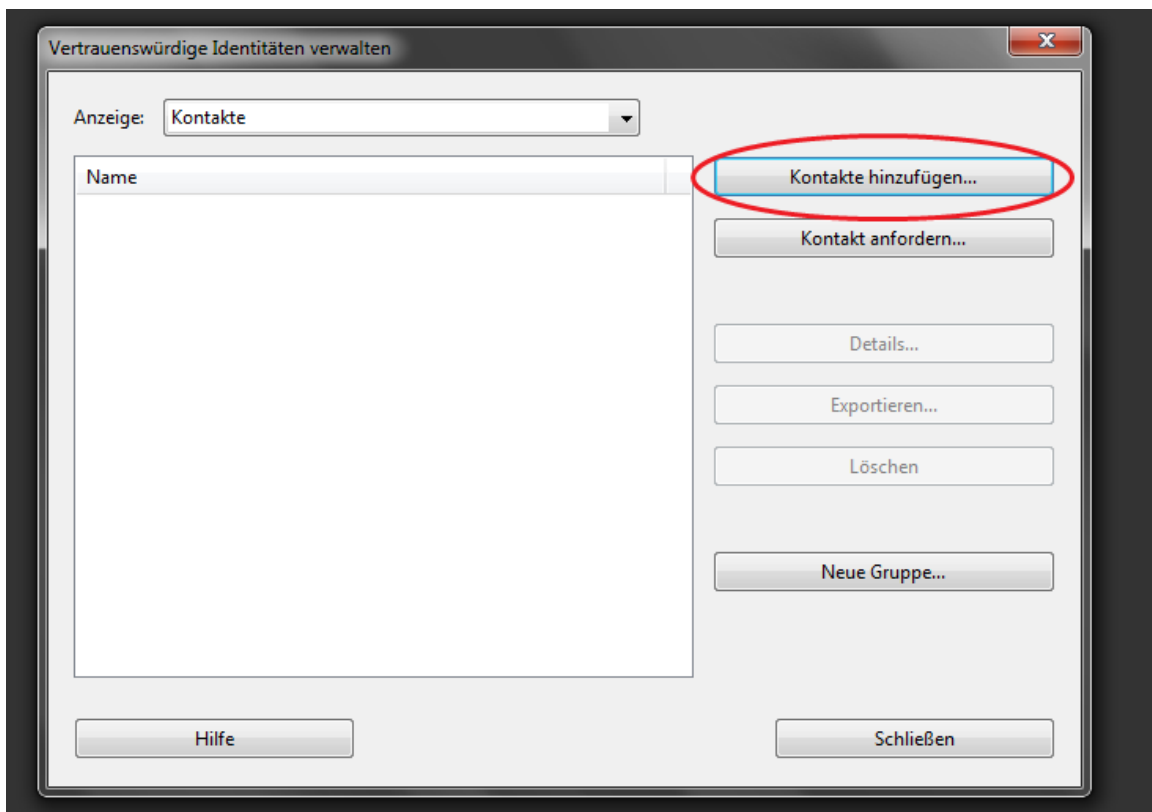 Vertrauenswürdige Identitäten verwalten
Anzeige: Kontakte
Name
Kontakte hinzufügen...
Kontakt anfordern...
Details...
Exportieren...
Löschen
Neue Gruppe...
Hilfe
Schließen